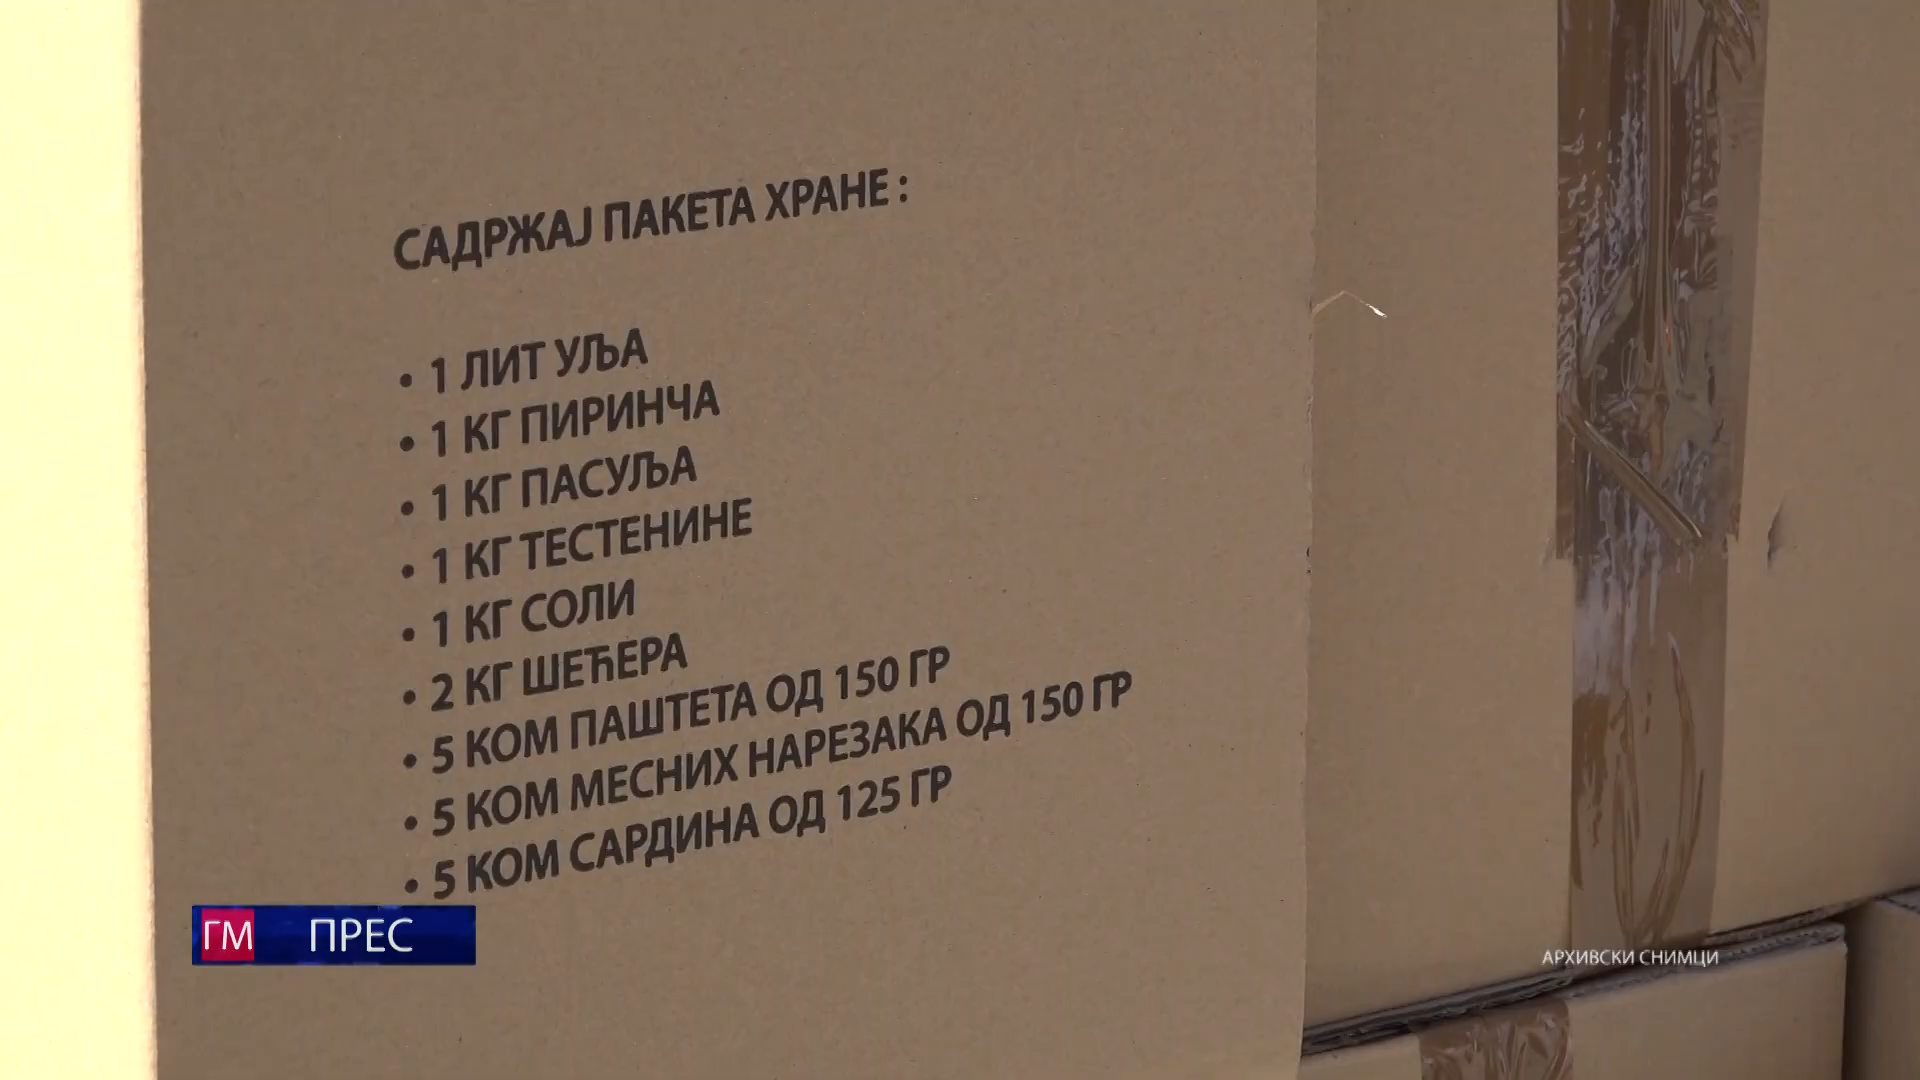 САДРЖАЈ ПАКЕТА ХРАНЕ :
• 1 ЛИТ УЉА
• 1 КГ ПИРИНЧА
• 1 КГ ПАСУЉА
• 1 КГ ТЕСТЕНИНЕ
• 1 КГ СОЛИ
• 2 КГ ШЕЋЕРА
• 5 КОМ ПАШТЕТА ОД 150 ГР
• 5 КОМ МЕСНИХ НАРЕЗАКА ОД 150 ГР
• 5 КОМ САРДИНА ОД 125 ГР
ГМ ПРЕС
АРХИВСКИ СНИМЦИ